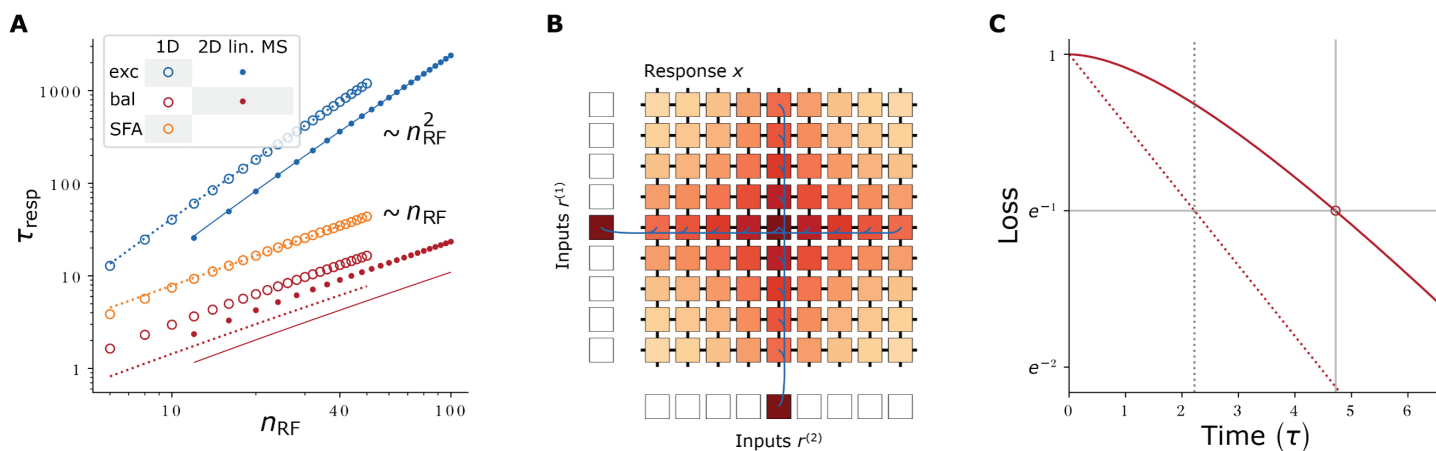 A
1D 2D lin. MS
exc
bal
SFA
τresp
1000
100
10
1
~ n²RF
~ nRF
10 40 100
nRF
B
Response x
Inputs r⁽¹⁾
Inputs r⁽²⁾
C
Loss
1
e⁻¹
e⁻²
0 1 2 3 4 5 6
Time (τ)